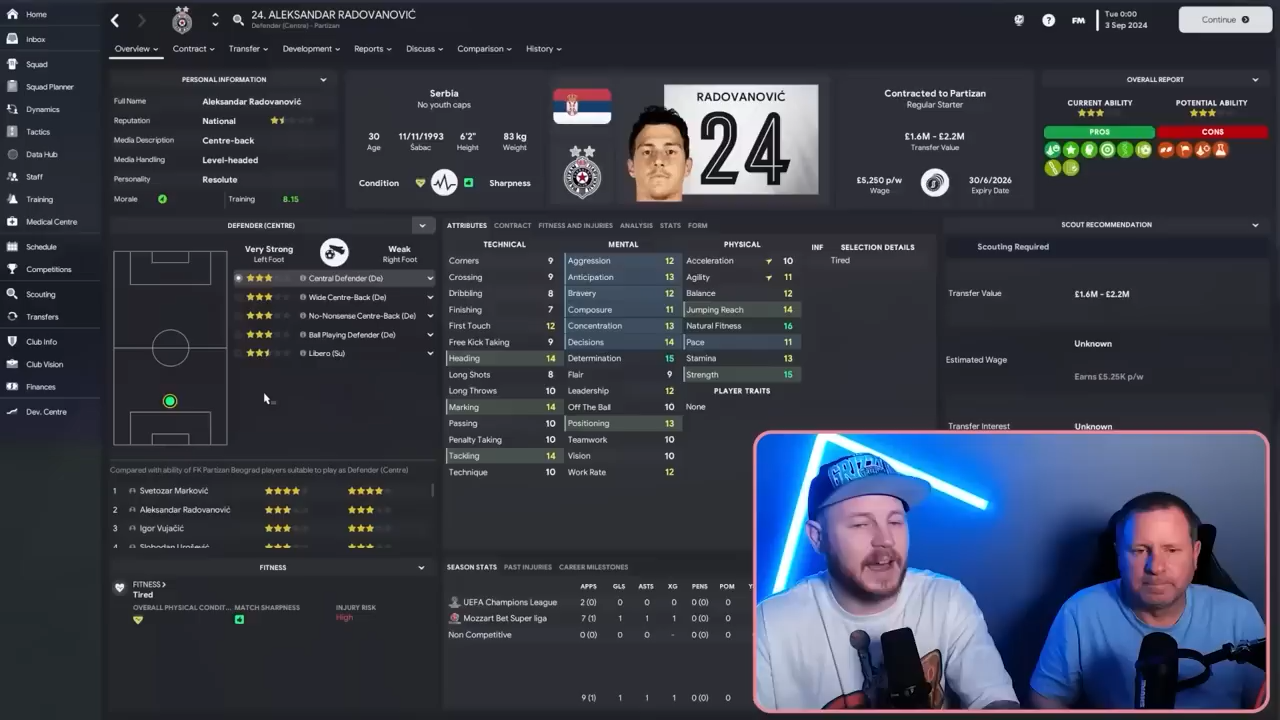 Home
Inbox
Squad
Squad Planner
Dynamics
Tactics
Data Hub
Staff
Training
Medical Centre
Schedule
Competitions
Scouting
Transfers
Club Info
Club Vision
Finances
Dev. Centre
24. ALEKSANDAR RADOVANOVIĆ
Defender (Centre) - Partizan
FM
Tue 0:00
3 Sep 2024
Continue
Overview Contract Transfer Development Reports Discuss Comparison History
PERSONAL INFORMATION
Full Name Aleksandar Radovanović
Reputation National
Media Description Centre-back
Media Handling Level-headed
Personality Resolute
Morale Training 8.15
Serbia
No youth caps
30 11/11/1993 6'2" 83 kg
Age Šabac Height Weight
Condition Sharpness
RADOVANOVIĆ
24
Contracted to Partizan
Regular Starter
£1.6M - £2.2M
Transfer Value
£5,250 p/w 30/6/2026
Wage Expiry Date
OVERALL REPORT
CURRENT ABILITY POTENTIAL ABILITY
PROS CONS
DEFENDER (CENTRE)
Very Strong Weak
Left Foot Right Foot
Central Defender (De)
Wide Centre-Back (De)
No-Nonsense Centre-Back (De)
Ball Playing Defender (De)
Libero (Su)
Compared with ability of FK Partizan Beograd players suitable to play as Defender (Centre)
1 Svetozar Marković
2 Aleksandar Radovanović
3 Igor Vujačić
4 Slobodan Urošević
FITNESS
FITNESS >
Tired
OVERALL PHYSICAL CONDIT... MATCH SHARPNESS INJURY RISK
High
ATTRIBUTES CONTRACT FITNESS AND INJURIES ANALYSIS STATS FORM
TECHNICAL MENTAL PHYSICAL
Corners 9 Aggression 12 Acceleration 10
Crossing 9 Anticipation 13 Agility 11
Dribbling 8 Bravery 12 Balance 12
Finishing 7 Composure 11 Jumping Reach 14
First Touch 12 Concentration 13 Natural Fitness 16
Free Kick Taking 9 Decisions 14 Pace 11
Heading 14 Determination 15 Stamina 13
Long Shots 8 Flair 9 Strength 15
Long Throws 10 Leadership 12 PLAYER TRAITS
Marking 14 Off The Ball 10 None
Passing 10 Positioning 13
Penalty Taking 10 Teamwork 10
Tackling 14 Vision 10
Technique 10 Work Rate 12
INF SELECTION DETAILS
Tired
SCOUT RECOMMENDATION
Scouting Required
Transfer Value £1.6M - £2.2M
Unknown
Estimated Wage
Earns £5.25K p/w
Transfer Interest Unknown
SEASON STATS PAST INJURIES CAREER MILESTONES
APPS GLS ASTS XG PENS POM
UEFA Champions League 2 (0) 0 0 0 0 (0) 0
Mozzart Bet Super liga 7 (1) 1 1 1 0 (0) 0
Non Competitive 0 (0) 0 0 - 0 (0) 0
9 (1) 1 1 1 0 (0) 0
GRIZZ